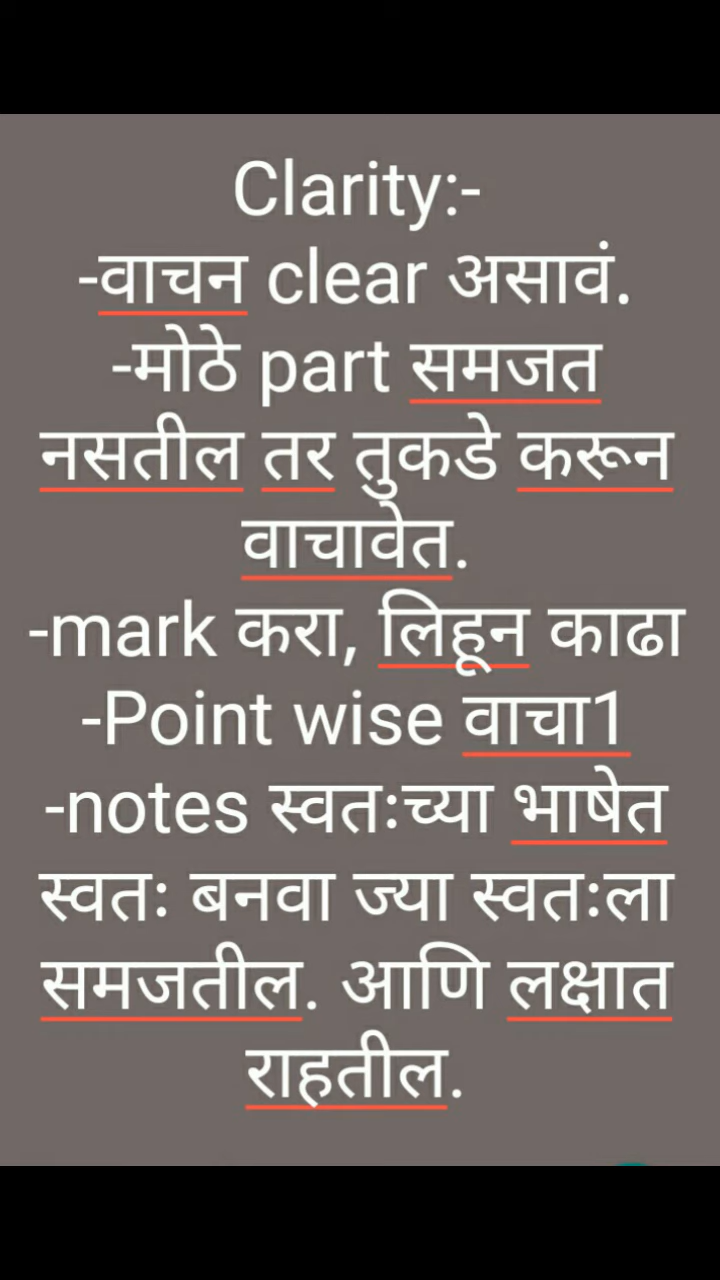 Clarity:-
-वाचन clear असावं.
-मोठे part समजत
नसतील तर तुकडे करून
वाचावेत.
-mark करा, लिहून काढा
-Point wise वाचा1
-notes स्वतःच्या भाषेत
स्वतः बनवा ज्या स्वतःला
समजतील. आणि लक्षात
राहतील.